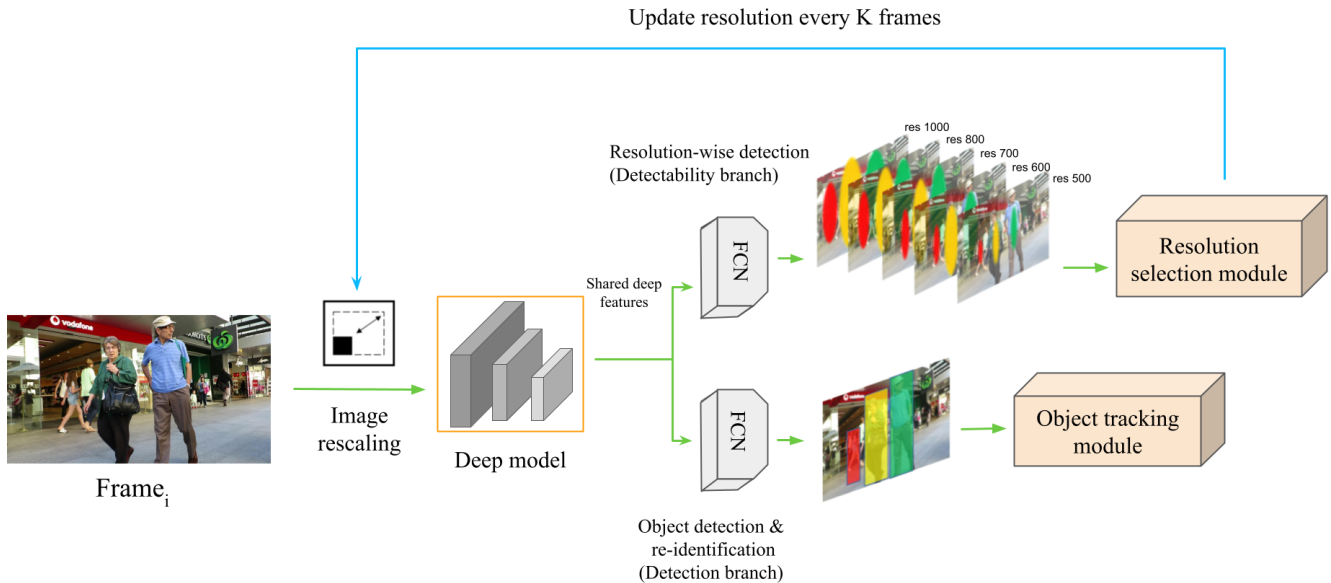 Update resolution every K frames
res 1000
res 800
res 700
res 600
res 500
Resolution-wise detection
(Detectability branch)
FCN
Resolution
selection module
Shared deep
features
vodafone
Image
rescaling
Deep model
Frame_i
FCN
Object tracking
module
Object detection &
re-identification
(Detection branch)